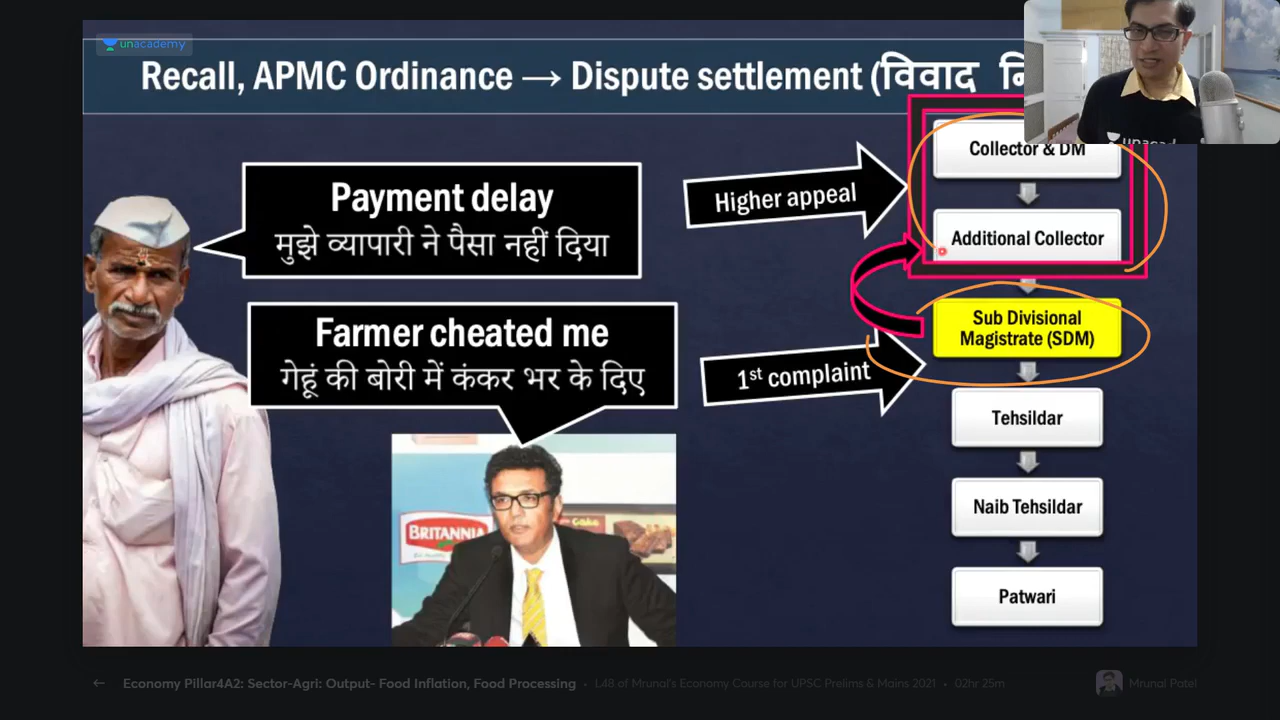 unacademy
Recall, APMC Ordinance → Dispute settlement (विवाद
Payment delay
मुझे व्यापारी ने पैसा नहीं दिया
Farmer cheated me
गेहूं की बोरी में कंकर भर के दिए
BRITANNIA
Higher appeal
1st complaint
Collector & DM
Additional Collector
Sub Divisional
Magistrate (SDM)
Tehsildar
Naib Tehsildar
Patwari
← Economy Pillar4A2: Sector-Agri: Output- Food Inflation, Food Processing • L48 of Mrunal's Economy Course for UPSC Prelims & Mains 2021 • 02hr 25m
Mrunal Patel